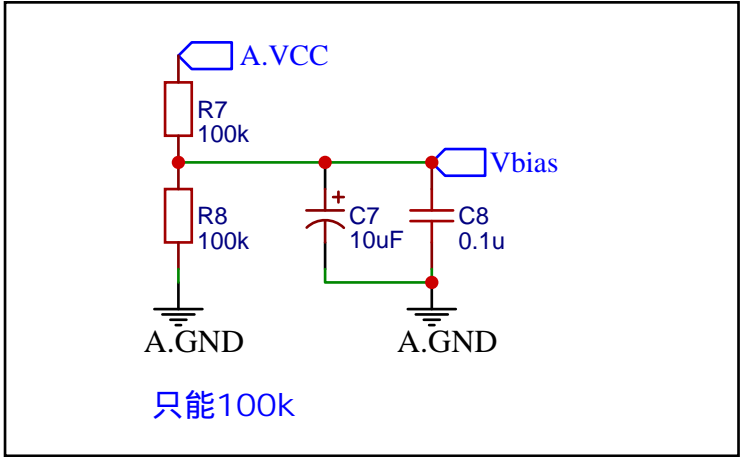 A.VCC
R7
100k
Vbias
R8
100k
+
C7
10uF
C8
0.1u
A.GND
A.GND
只能100k